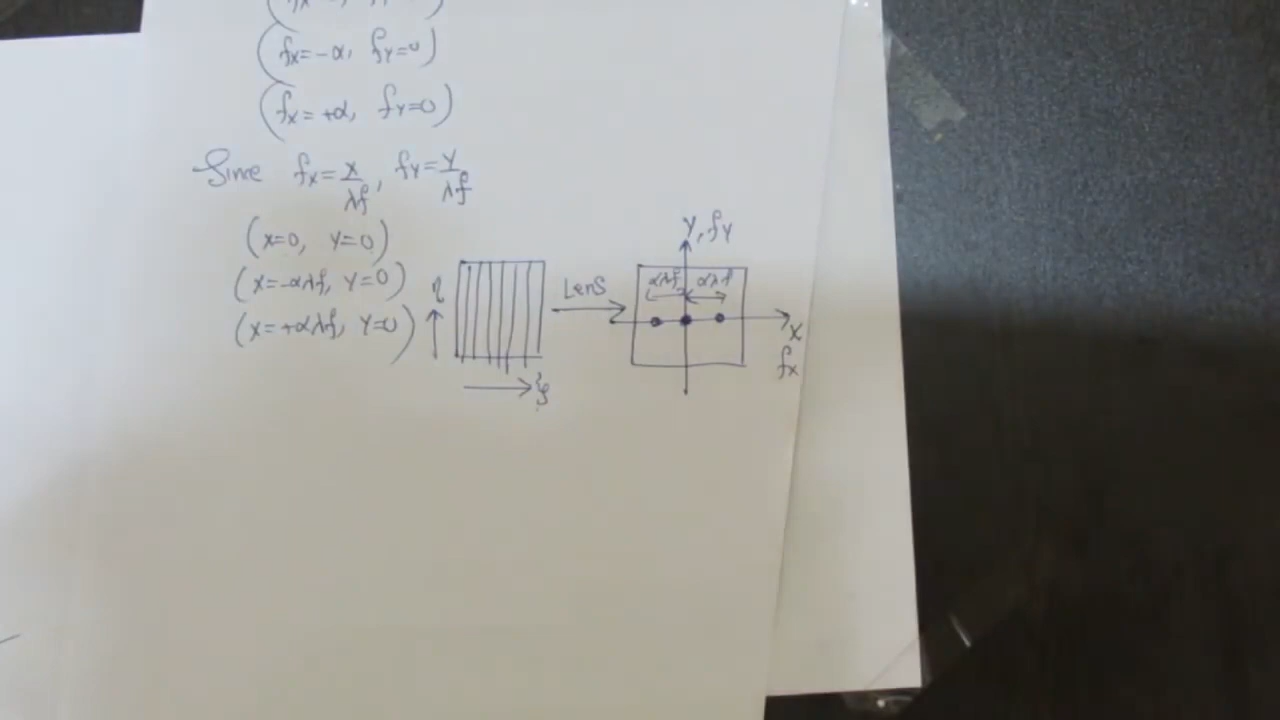 (fx=-α, fY=0)
(fx=+α, fY=0)
Since fx=x/λf, fY=Y/λf
(x=0, Y=0)
(x=-αλf, Y=0)
(x=+αλf, Y=0)
η
ξ
Lens
Y, fY
αλf αλf
x
fx